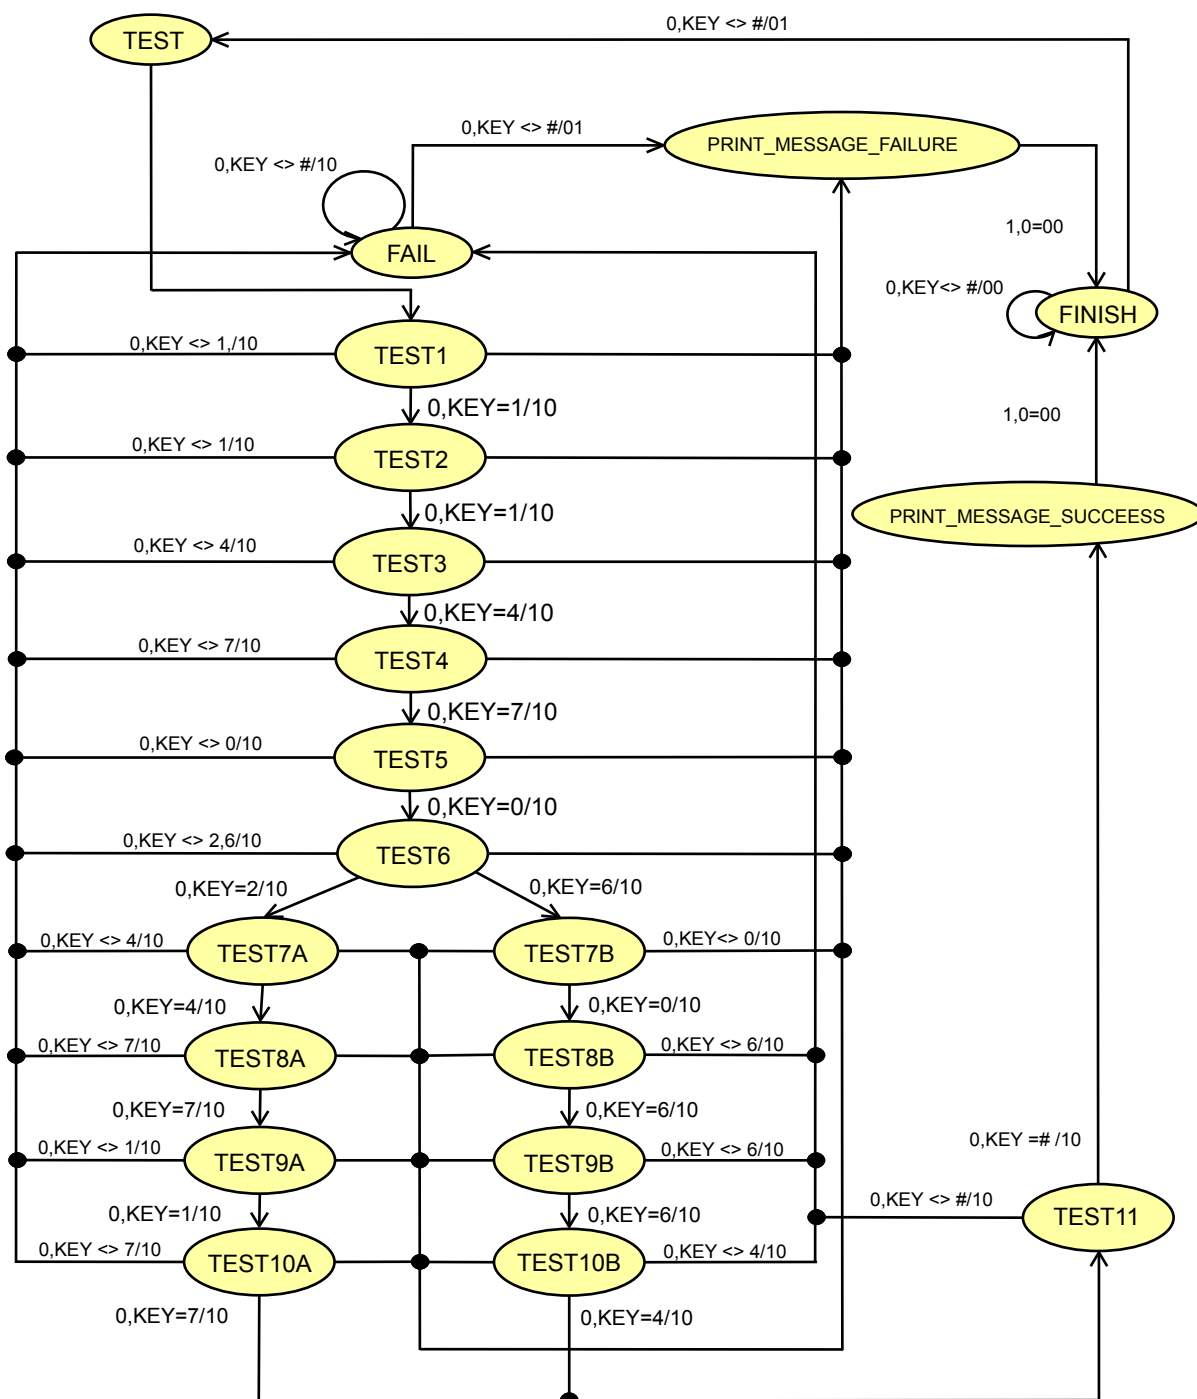 0,KEY <> #/01
TEST
0,KEY <> #/01
PRINT_MESSAGE_FAILURE
0,KEY <> #/10
1,0=00
FAIL
0,KEY<> #/00
FINISH
0,KEY <> 1,/10
TEST1
0,KEY=1/10
1,0=00
0,KEY <> 1/10
TEST2
0,KEY=1/10
PRINT_MESSAGE_SUCCEESS
0,KEY <> 4/10
TEST3
0,KEY=4/10
0,KEY <> 7/10
TEST4
0,KEY=7/10
0,KEY <> 0/10
TEST5
0,KEY=0/10
0,KEY <> 2,6/10
TEST6
0,KEY=2/10
0,KEY=6/10
0,KEY <> 4/10
TEST7A
TEST7B
0,KEY<> 0/10
0,KEY=4/10
0,KEY=0/10
0,KEY <> 7/10
TEST8A
TEST8B
0,KEY <> 6/10
0,KEY=7/10
0,KEY=6/10
0,KEY <> 1/10
TEST9A
TEST9B
0,KEY <> 6/10
0,KEY =# /10
0,KEY=1/10
0,KEY=6/10
0,KEY <> #/10
TEST11
0,KEY <> 7/10
TEST10A
TEST10B
0,KEY <> 4/10
0,KEY=7/10
0,KEY=4/10